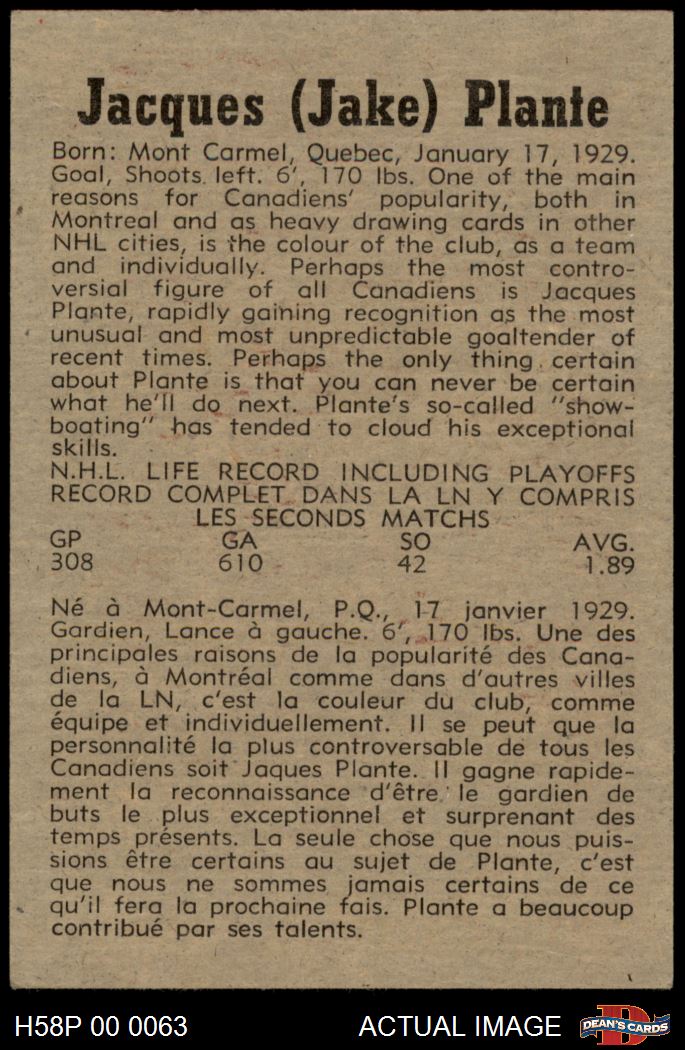 Jacques (Jake) Plante
Born: Mont Carmel, Quebec, January 17, 1929.
Goal, Shoots left. 6', 170 lbs. One of the main
reasons for Canadiens' popularity, both in
Montreal and as heavy drawing cards in other
NHL cities, is the colour of the club, as a team
and individually. Perhaps the most contro-
versial figure of all Canadiens is Jacques
Plante, rapidly gaining recognition as the most
unusual and most unpredictable goaltender of
recent times. Perhaps the only thing certain
about Plante is that you can never be certain
what he'll do next. Plante's so-called "show-
boating" has tended to cloud his exceptional
skills.
N.H.L. LIFE RECORD INCLUDING PLAYOFFS
RECORD COMPLET DANS LA LN Y COMPRIS
LES SECONDS MATCHS
GP GA SO AVG.
308 610 42 1.89
Né à Mont-Carmel, P.Q., 17 janvier 1929.
Gardien, Lance à gauche. 6', 170 lbs. Une des
principales raisons de la popularité des Cana-
diens, à Montréal comme dans d'autres villes
de la LN, c'est la couleur du club, comme
équipe et individuellement. Il se peut que la
personnalité la plus controversable de tous les
Canadiens soit Jaques Plante. Il gagne rapide-
ment la reconnaissance d'être le gardien de
buts le plus exceptionnel et surprenant des
temps présents. La seule chose que nous puis-
sions être certains au sujet de Plante, c'est
que nous ne sommes jamais certains de ce
qu'il fera la prochaine fais. Plante a beaucoup
contribué par ses talents.
H58P 00 0063 ACTUAL IMAGE D DEAN'S CARDS